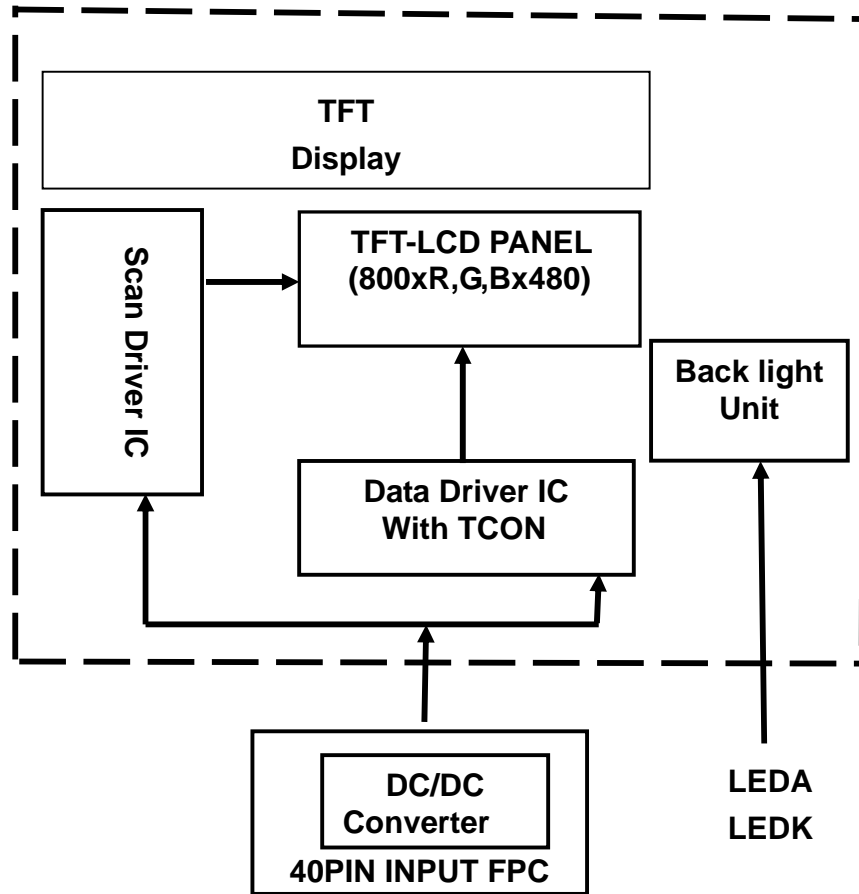 TFT
Display
TFT-LCD PANEL
(800xR,G,Bx480)
Scan Driver IC
Back light
Unit
Data Driver IC
With TCON
DC/DC
Converter
40PIN INPUT FPC
LEDA
LEDK